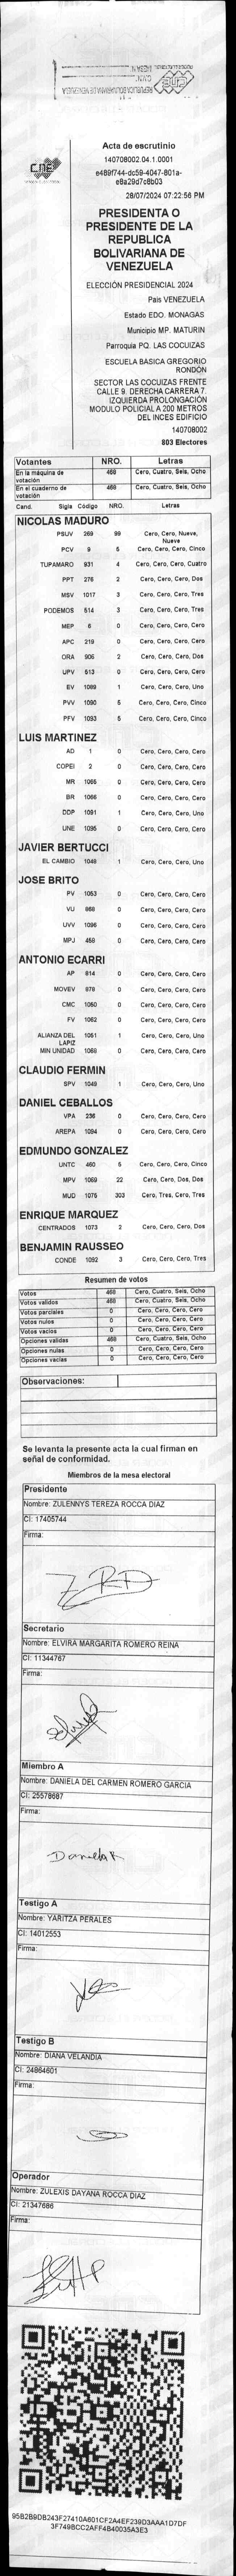 REPÚBLICA BOLIVARIANA DE VENEZUELA
CNE
CNE
Acta de escrutinio
140708002.04.1.0001
e489f744-dc59-4047-801a-
e8a29d7c8b03
28/07/2024 07:22:56 PM
PRESIDENTA O
PRESIDENTE DE LA
REPUBLICA
BOLIVARIANA DE
VENEZUELA
ELECCIÓN PRESIDENCIAL 2024
Pais VENEZUELA
Estado EDO. MONAGAS
Municipio MP. MATURIN
Parroquia PQ. LAS COCUIZAS
ESCUELA BASICA GREGORIO
RONDÓN
SECTOR LAS COCUIZAS FRENTE
CALLE 9. DERECHA CARRERA 7.
IZQUIERDA PROLONGACIÓN
MODULO POLICIAL A 200 METROS
DEL INCES EDIFICIO
140708002
803 Electores
Votantes NRO. Letras
En la máquina de votación 468 Cero, Cuatro, Seis, Ocho
En el cuaderno de votación 468 Cero, Cuatro, Seis, Ocho
Cand. Sigla Código NRO. Letras
NICOLAS MADURO
PSUV 269 99 Cero, Cero, Nueve, Nueve
PCV 9 5 Cero, Cero, Cero, Cinco
TUPAMARO 931 4 Cero, Cero, Cero, Cuatro
PPT 276 2 Cero, Cero, Cero, Dos
MSV 1017 3 Cero, Cero, Cero, Tres
PODEMOS 514 3 Cero, Cero, Cero, Tres
MEP 6 0 Cero, Cero, Cero, Cero
APC 219 0 Cero, Cero, Cero, Cero
ORA 906 2 Cero, Cero, Cero, Dos
UPV 513 0 Cero, Cero, Cero, Cero
EV 1089 1 Cero, Cero, Cero, Uno
PVV 1090 5 Cero, Cero, Cero, Cinco
PFV 1093 5 Cero, Cero, Cero, Cinco
LUIS MARTINEZ
AD 1 0 Cero, Cero, Cero, Cero
COPEI 2 0 Cero, Cero, Cero, Cero
MR 1065 0 Cero, Cero, Cero, Cero
BR 1066 0 Cero, Cero, Cero, Cero
DDP 1091 1 Cero, Cero, Cero, Uno
UNE 1095 0 Cero, Cero, Cero, Cero
JAVIER BERTUCCI
EL CAMBIO 1048 1 Cero, Cero, Cero, Uno
JOSE BRITO
PV 1053 0 Cero, Cero, Cero, Cero
VU 868 0 Cero, Cero, Cero, Cero
UVV 1096 0 Cero, Cero, Cero, Cero
MPJ 458 0 Cero, Cero, Cero, Cero
ANTONIO ECARRI
AP 814 0 Cero, Cero, Cero, Cero
MOVEV 878 0 Cero, Cero, Cero, Cero
CMC 1050 0 Cero, Cero, Cero, Cero
FV 1062 0 Cero, Cero, Cero, Cero
ALIANZA DEL LAPIZ 1051 1 Cero, Cero, Cero, Uno
MIN UNIDAD 1069 0 Cero, Cero, Cero, Cero
CLAUDIO FERMIN
SPV 1049 1 Cero, Cero, Cero, Uno
DANIEL CEBALLOS
VPA 236 0 Cero, Cero, Cero, Cero
AREPA 1094 0 Cero, Cero, Cero, Cero
EDMUNDO GONZALEZ
UNTC 460 5 Cero, Cero, Cero, Cinco
MPV 1069 22 Cero, Cero, Dos, Dos
MUD 1075 303 Cero, Tres, Cero, Tres
ENRIQUE MARQUEZ
CENTRADOS 1073 2 Cero, Cero, Cero, Dos
BENJAMIN RAUSSEO
CONDE 1092 3 Cero, Cero, Cero, Tres
Resumen de votos
Votos 468 Cero, Cuatro, Seis, Ocho
Votos validos 468 Cero, Cuatro, Seis, Ocho
Votos parciales 0 Cero, Cero, Cero, Cero
Votos nulos 0 Cero, Cero, Cero, Cero
Votos vacios 0 Cero, Cero, Cero, Cero
Opciones validas 468 Cero, Cuatro, Seis, Ocho
Opciones nulas 0 Cero, Cero, Cero, Cero
Opciones vacias 0 Cero, Cero, Cero, Cero
Observaciones:
Se levanta la presente acta la cual firman en
señal de conformidad.
Miembros de la mesa electoral
Presidente
Nombre: ZULENNYS TEREZA ROCCA DIAZ
CI: 17405744
Firma:
ZRD
Secretario
Nombre: ELVIRA MARGARITA ROMERO REINA
CI: 11344767
Firma:
Miembro A
Nombre: DANIELA DEL CARMEN ROMERO GARCIA
CI: 25578687
Firma:
Daniela R
Testigo A
Nombre: YARITZA PERALES
CI: 14012553
Firma:
Testigo B
Nombre: DIANA VELANDIA
CI: 24864601
Firma:
Operador
Nombre: ZULEXIS DAYANA ROCCA DIAZ
CI: 21347686
Firma:
95B2B9DB243F27410A601CF2A4EF239D3AAA1D7DF
3F749BCC2AFF4B40035A3E3